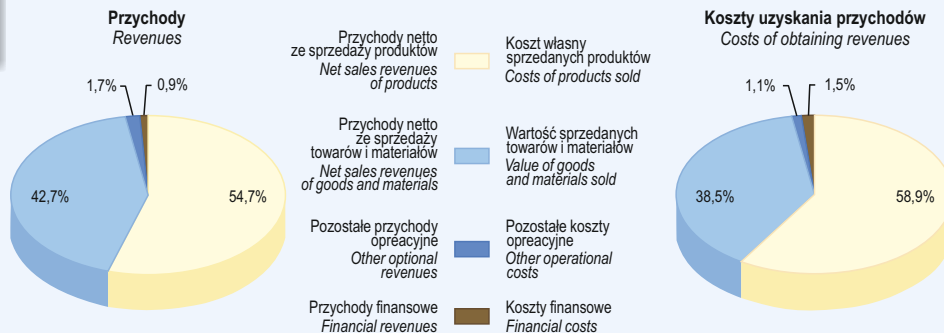 Przychody
Revenues
1,7%
0,9%
42,7%
54,7%
Przychody netto
ze sprzedaży produktów
Net sales revenues
of products
Przychody netto
ze sprzedaży
towarów i materiałów
Net sales revenues
of goods and materials
Pozostałe przychody
opreacyjne
Other optional
revenues
Przychody finansowe
Financial revenues
Koszt własny
sprzedanych produktów
Costs of products sold
Wartość sprzedanych
towarów i materiałów
Value of goods
and materials sold
Pozostałe koszty
opreacyjne
Other operational
costs
Koszty finansowe
Financial costs
Koszty uzyskania przychodów
Costs of obtaining revenues
1,1%
1,5%
38,5%
58,9%